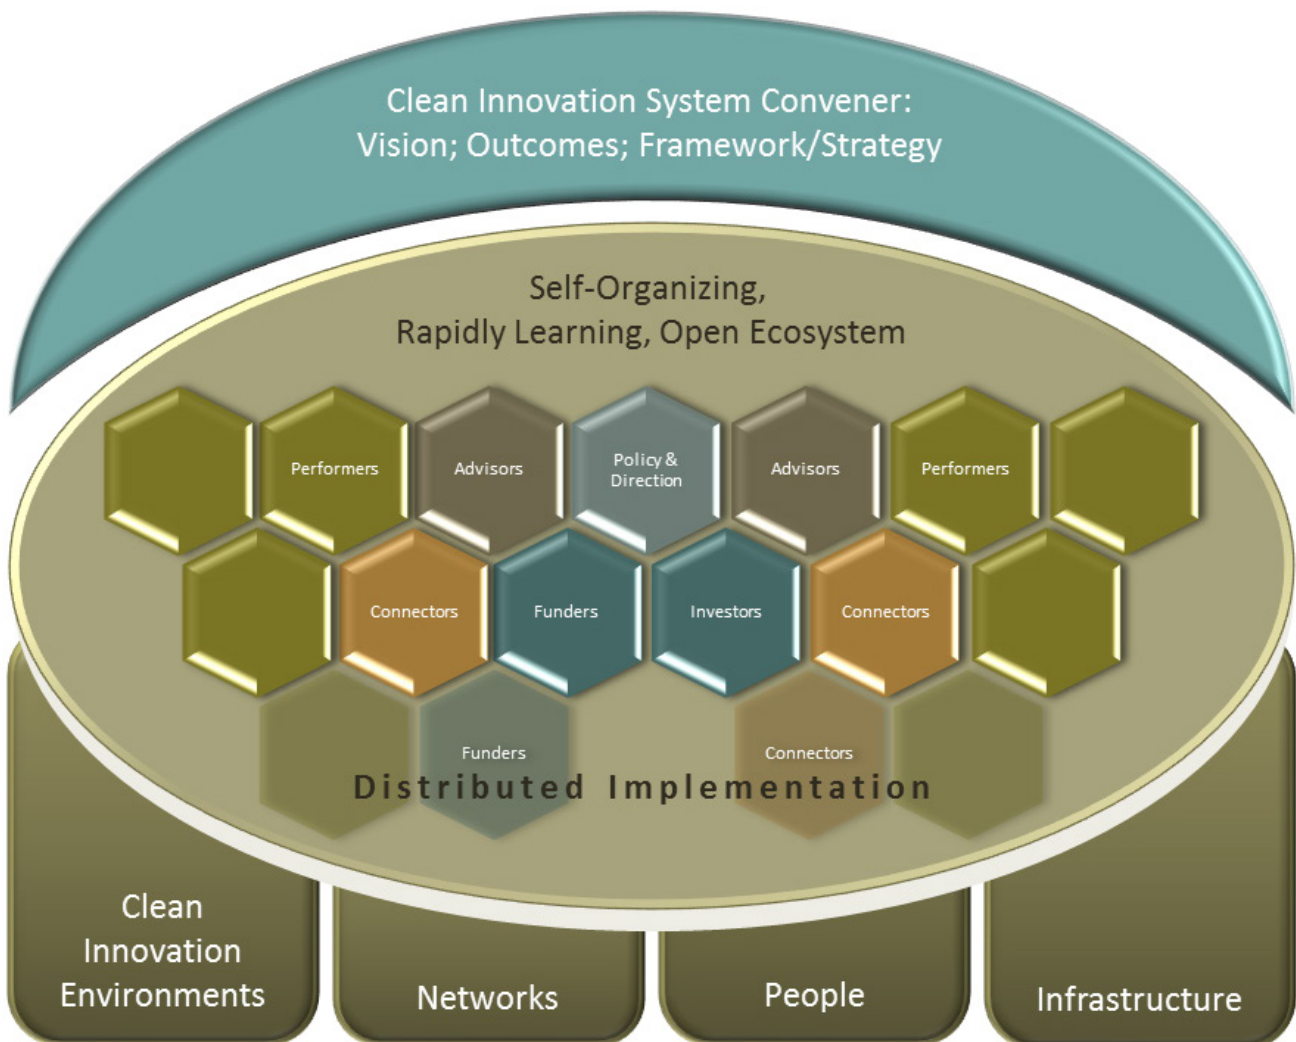 Clean Innovation System Convener:
Vision; Outcomes; Framework/Strategy
Self-Organizing,
Rapidly Learning, Open Ecosystem
Performers
Advisors
Policy &
Direction
Advisors
Performers
Connectors
Funders
Investors
Connectors
Funders
Connectors
Distributed Implementation
Clean
Innovation
Environments
Networks
People
Infrastructure